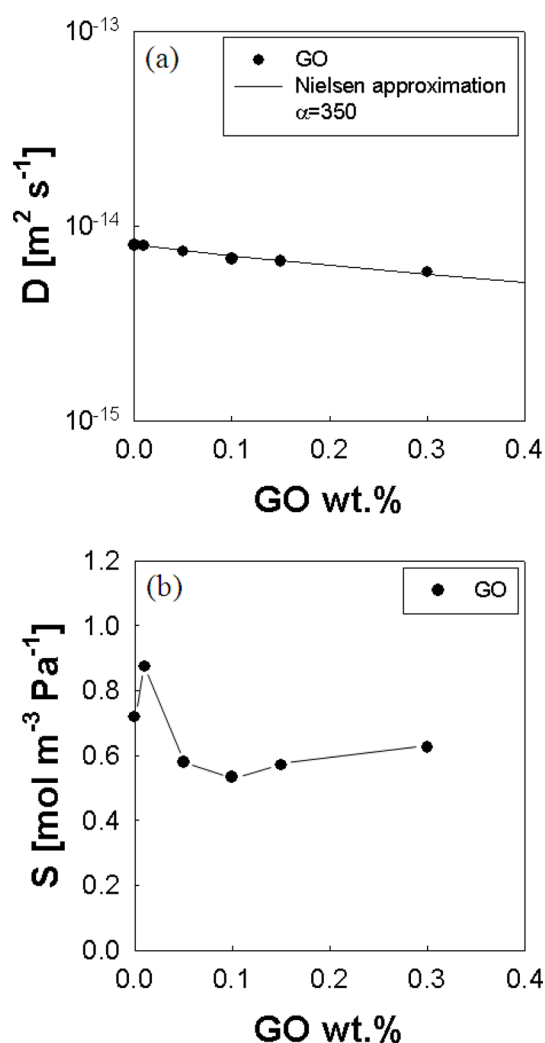 10⁻¹³
(a)
GO
Nielsen approximation
α=350
D [m² s⁻¹]
10⁻¹⁴
10⁻¹⁵
0.0 0.1 0.2 0.3 0.4
GO wt.%
1.2
(b)
GO
1.0
0.8
S [mol m⁻³ Pa⁻¹]
0.6
0.4
0.2
0.0
0.0 0.1 0.2 0.3 0.4
GO wt.%